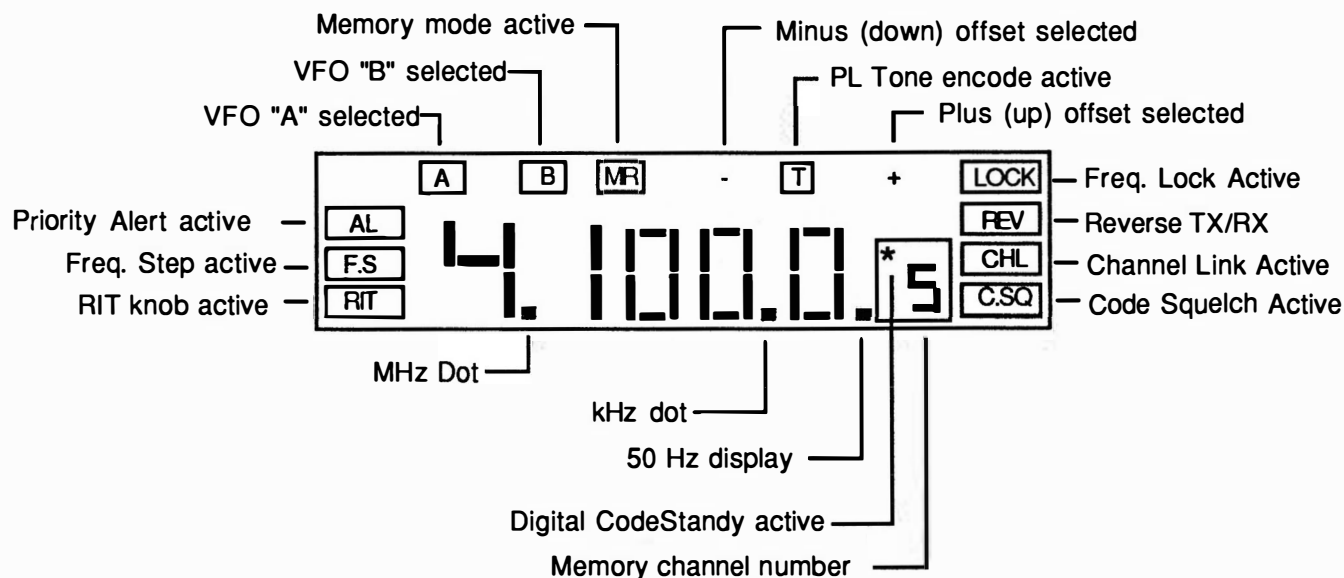 Memory mode active
Minus (down) offset selected
VFO "B" selected
PL Tone encode active
VFO "A" selected
Plus (up) offset selected
A B MR - T + LOCK
Freq. Lock Active
Priority Alert active
AL
REV
Reverse TX/RX
Freq. Step active
F.S
4.100.0. * 5
CHL
Channel Link Active
RIT knob active
RIT
C.SQ
Code Squelch Active
MHz Dot
kHz dot
50 Hz display
Digital CodeStandy active
Memory channel number